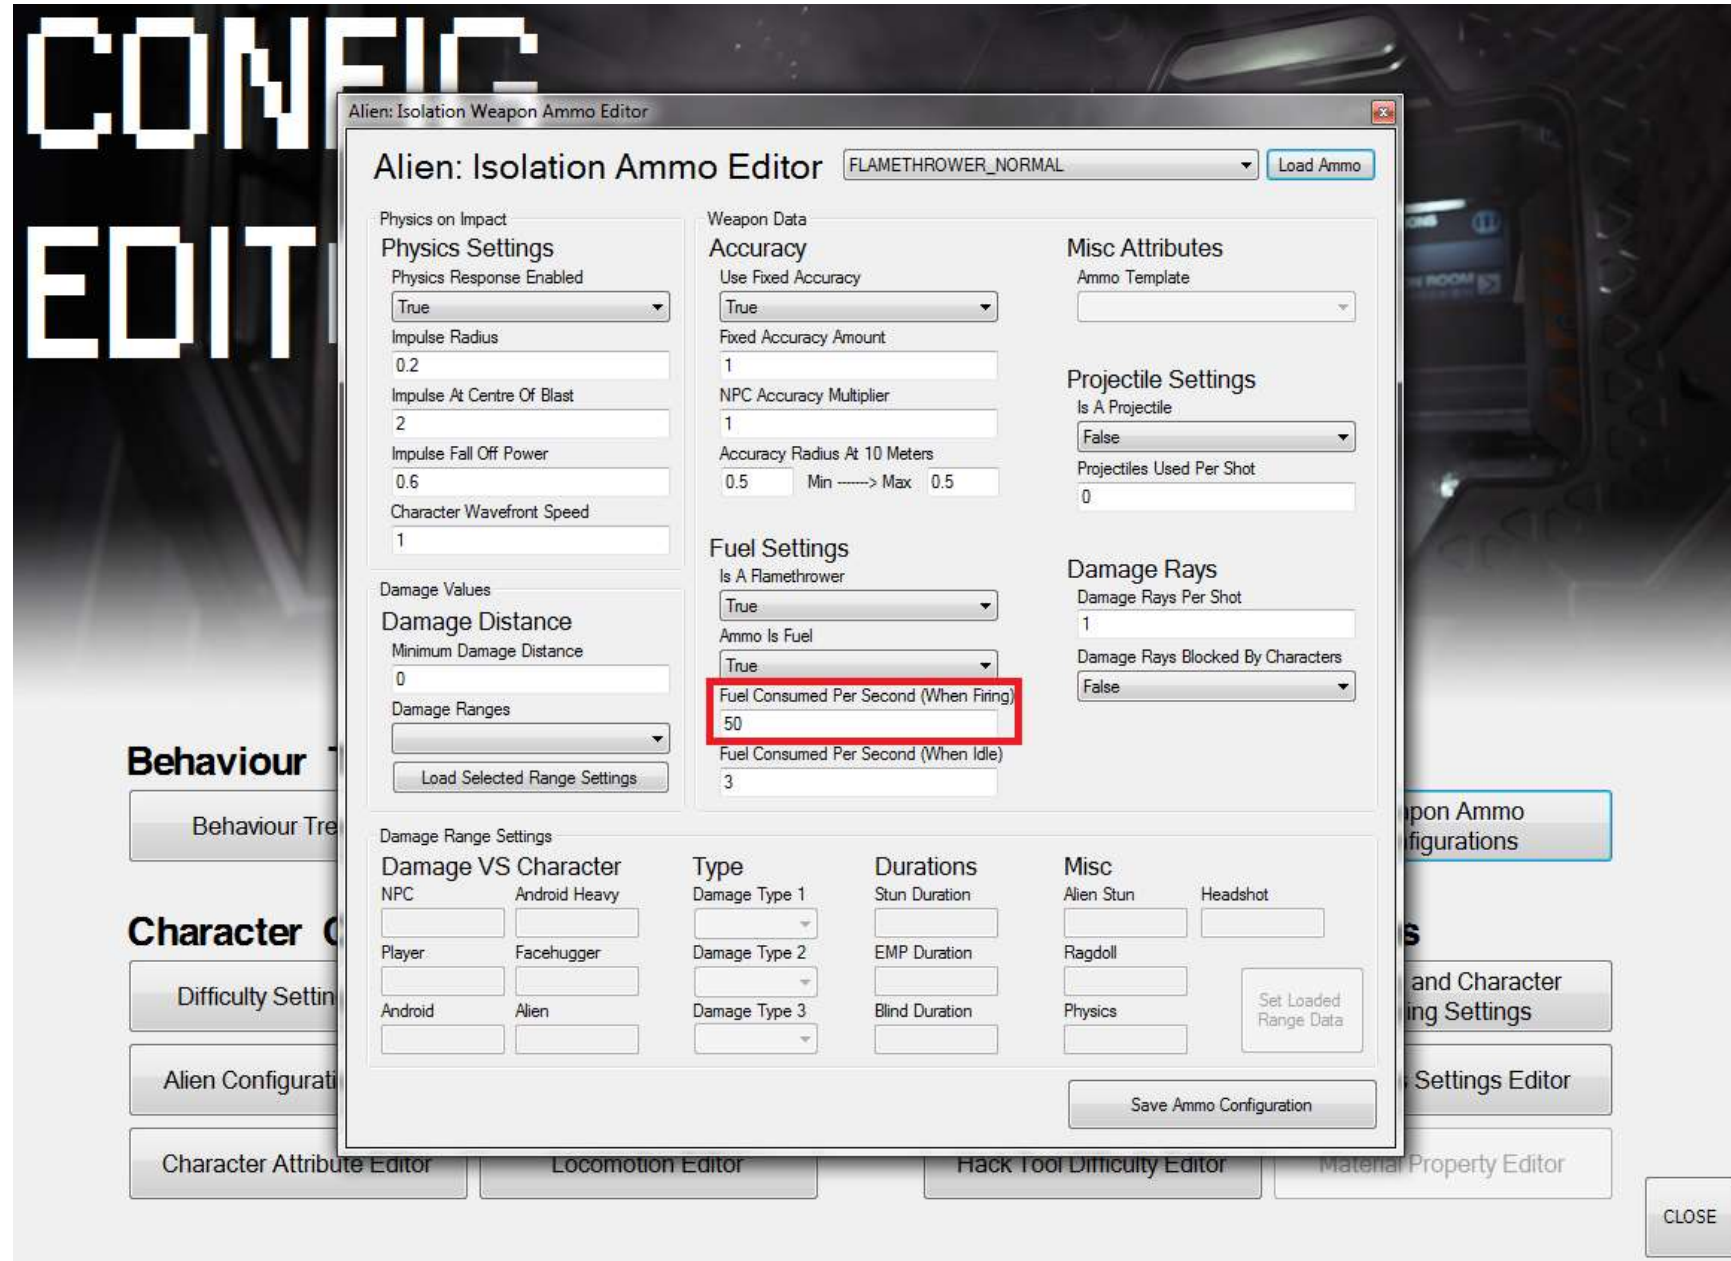 CONFIG
EDIT
Alien: Isolation Weapon Ammo Editor
Alien: Isolation Ammo Editor
FLAMETHROWER_NORMAL
Load Ammo
Physics on Impact
Physics Settings
Physics Response Enabled
True
Impulse Radius
0.2
Impulse At Centre Of Blast
2
Impulse Fall Off Power
0.6
Character Wavefront Speed
1
Damage Values
Damage Distance
Minimum Damage Distance
0
Damage Ranges
Load Selected Range Settings
Weapon Data
Accuracy
Use Fixed Accuracy
True
Fixed Accuracy Amount
1
NPC Accuracy Multiplier
1
Accuracy Radius At 10 Meters
0.5 Min -------> Max 0.5
Fuel Settings
Is A Flamethrower
True
Ammo Is Fuel
True
Fuel Consumed Per Second (When Firing)
50
Fuel Consumed Per Second (When Idle)
3
Misc Attributes
Ammo Template
Projectile Settings
Is A Projectile
False
Projectiles Used Per Shot
0
Damage Rays
Damage Rays Per Shot
1
Damage Rays Blocked By Characters
False
Damage Range Settings
Damage VS Character
NPC Android Heavy
Player Facehugger
Android Alien
Type
Damage Type 1
Damage Type 2
Damage Type 3
Durations
Stun Duration
EMP Duration
Blind Duration
Misc
Alien Stun Headshot
Ragdoll
Physics
Set Loaded
Range Data
Save Ammo Configuration
Behaviour
Behaviour Tre
pon Ammo
figurations
Character
s
Difficulty Settin
and Character
ing Settings
Alien Configurati
Settings Editor
Character Attribute Editor
Locomotion Editor
Hack Tool Difficulty Editor
Material Property Editor
CLOSE
ROOM